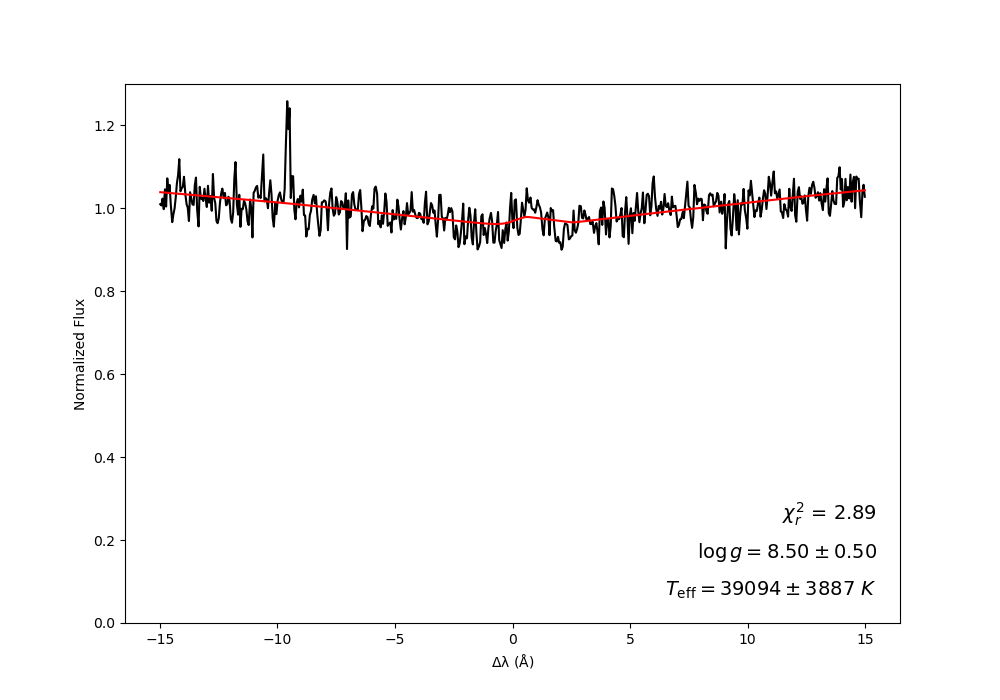 1.2
1.0
0.8
0.6
0.4
0.2
0.0
Normalized Flux
χ²ᵣ = 2.89
log g = 8.50 ± 0.50
T_eff = 39094 ± 3887 K
−15 −10 −5 0 5 10 15
Δλ (Å)